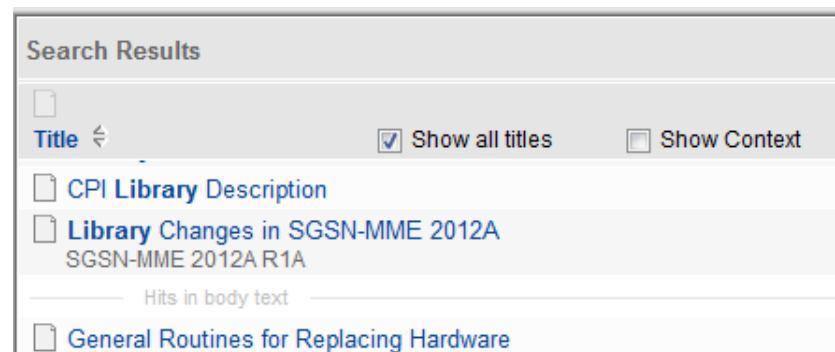 Search Results
Title Show all titles Show Context
CPI Library Description
Library Changes in SGSN-MME 2012A
SGSN-MME 2012A R1A
Hits in body text
General Routines for Replacing Hardware